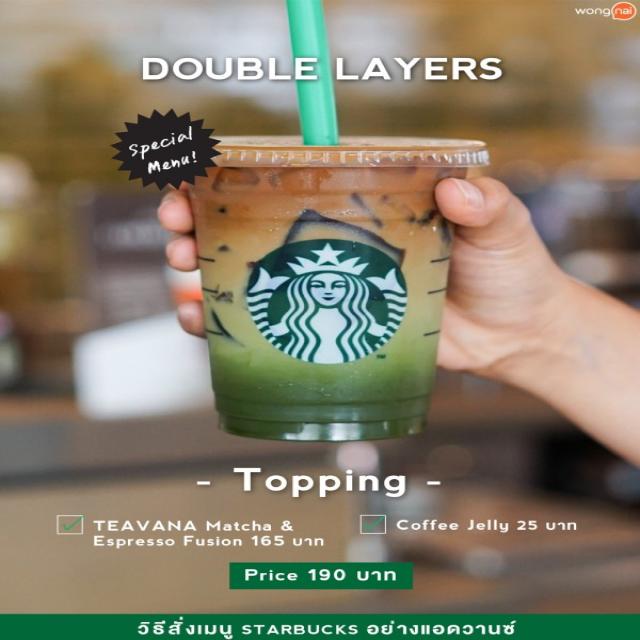 wongnai
DOUBLE LAYERS
Special
Menu!
- Topping -
TEAVANA Matcha &
Espresso Fusion 165 บาท
Coffee Jelly 25 บาท
Price 190 บาท
วิธีสั่งเมนู STARBUCKS อย่างแอดวานซ์